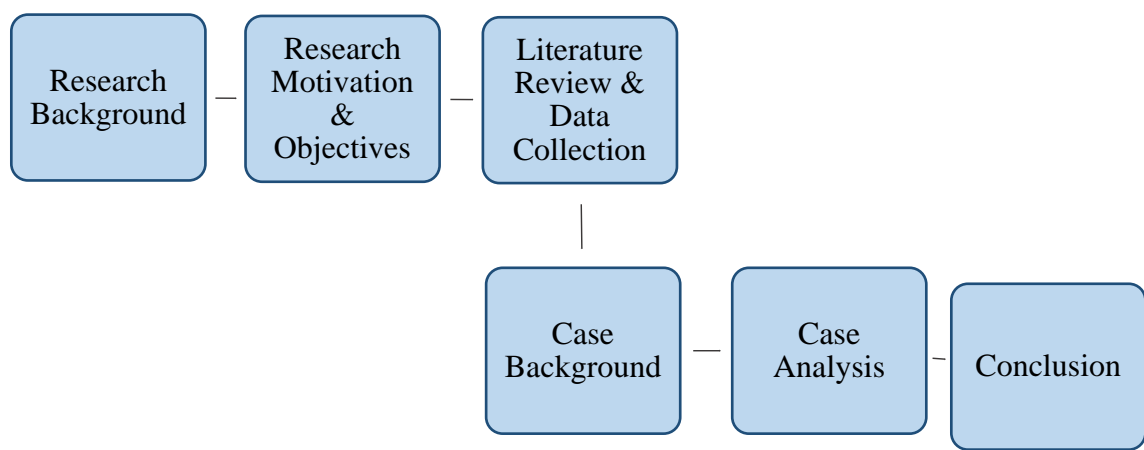 Research
Background
Research
Motivation
&
Objectives
Literature
Review &
Data
Collection
Case
Background
Case
Analysis
Conclusion